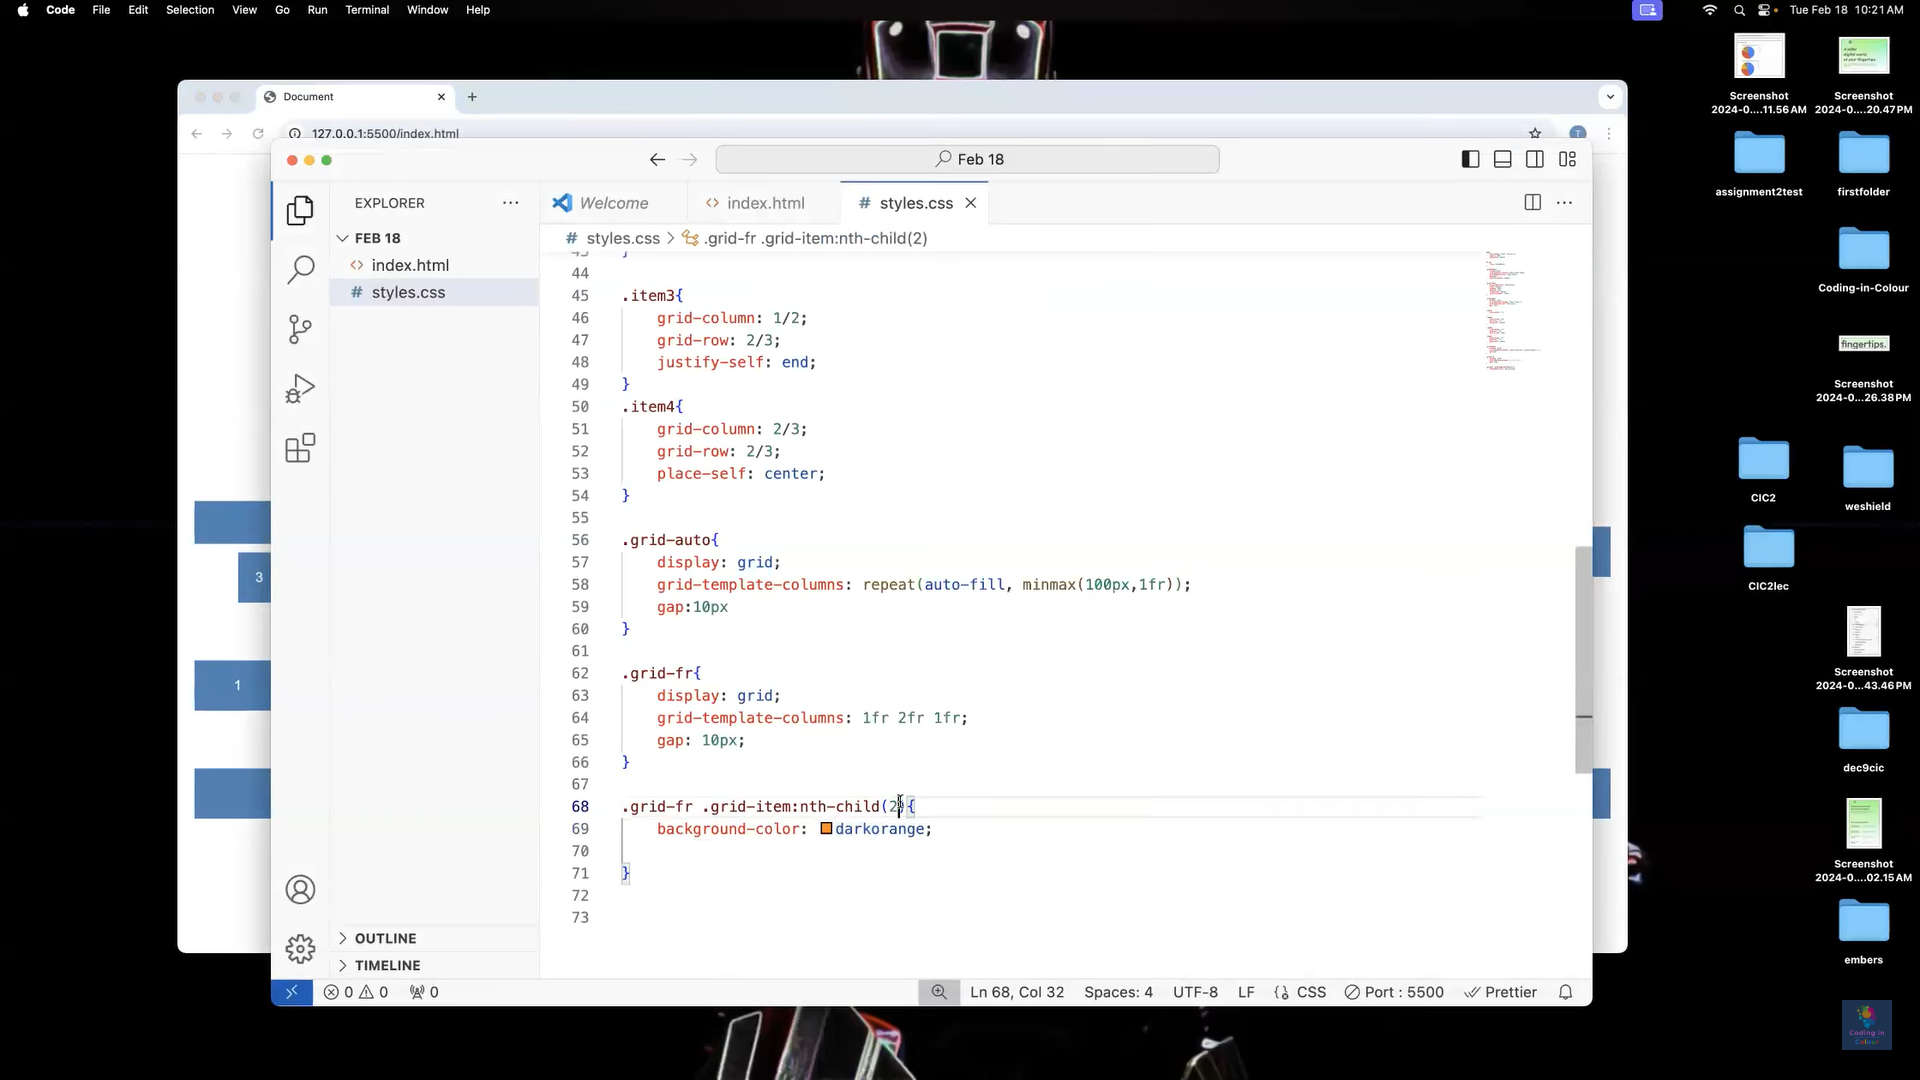 Code File Edit Selection View Go Run Terminal Window Help
Tue Feb 18 10:21 AM
Document
127.0.0.1:5500/index.html
T
Feb 18
EXPLORER
FEB 18
index.html
styles.css
Welcome
index.html
styles.css
styles.css > .grid-fr .grid-item:nth-child(2)
43 }
44
45 .item3{
46 grid-column: 1/2;
47 grid-row: 2/3;
48 justify-self: end;
49 }
50 .item4{
51 grid-column: 2/3;
52 grid-row: 2/3;
53 place-self: center;
54 }
55
56 .grid-auto{
57 display: grid;
58 grid-template-columns: repeat(auto-fill, minmax(100px,1fr));
59 gap:10px
60 }
61
62 .grid-fr{
63 display: grid;
64 grid-template-columns: 1fr 2fr 1fr;
65 gap: 10px;
66 }
67
68 .grid-fr .grid-item:nth-child(2){
69 background-color: darkorange;
70
71 }
72
73
3
1
OUTLINE
TIMELINE
0 0 0
Ln 68, Col 32 Spaces: 4 UTF-8 LF {} CSS Port : 5500 Prettier
Screenshot
2024-0....11.56 AM
Screenshot
2024-0....20.47 PM
assignment2test
firstfolder
Coding-in-Colour
fingertips.
Screenshot
2024-0...26.38 PM
CIC2
weshield
CIC2lec
Screenshot
2024-0....43.46 PM
dec9cic
Screenshot
2024-0....02.15 AM
embers
Coding in
Colour